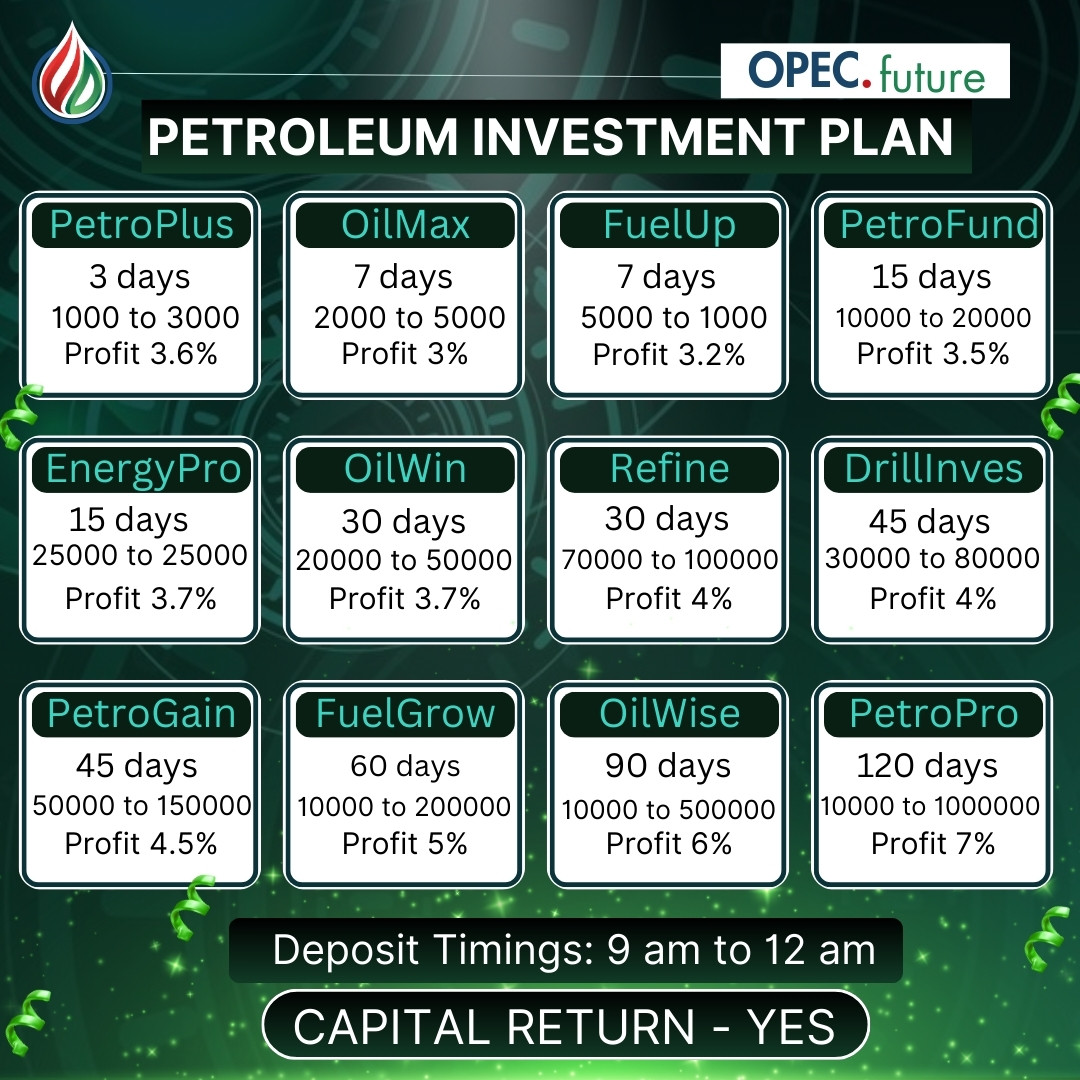 OPEC.future
PETROLEUM INVESTMENT PLAN
PetroPlus
3 days
1000 to 3000
Profit 3.6%
OilMax
7 days
2000 to 5000
Profit 3%
FuelUp
7 days
5000 to 1000
Profit 3.2%
PetroFund
15 days
10000 to 20000
Profit 3.5%
EnergyPro
15 days
25000 to 25000
Profit 3.7%
OilWin
30 days
20000 to 50000
Profit 3.7%
Refine
30 days
70000 to 100000
Profit 4%
DrillInves
45 days
30000 to 80000
Profit 4%
PetroGain
45 days
50000 to 150000
Profit 4.5%
FuelGrow
60 days
10000 to 200000
Profit 5%
OilWise
90 days
10000 to 500000
Profit 6%
PetroPro
120 days
10000 to 1000000
Profit 7%
Deposit Timings: 9 am to 12 am
CAPITAL RETURN - YES